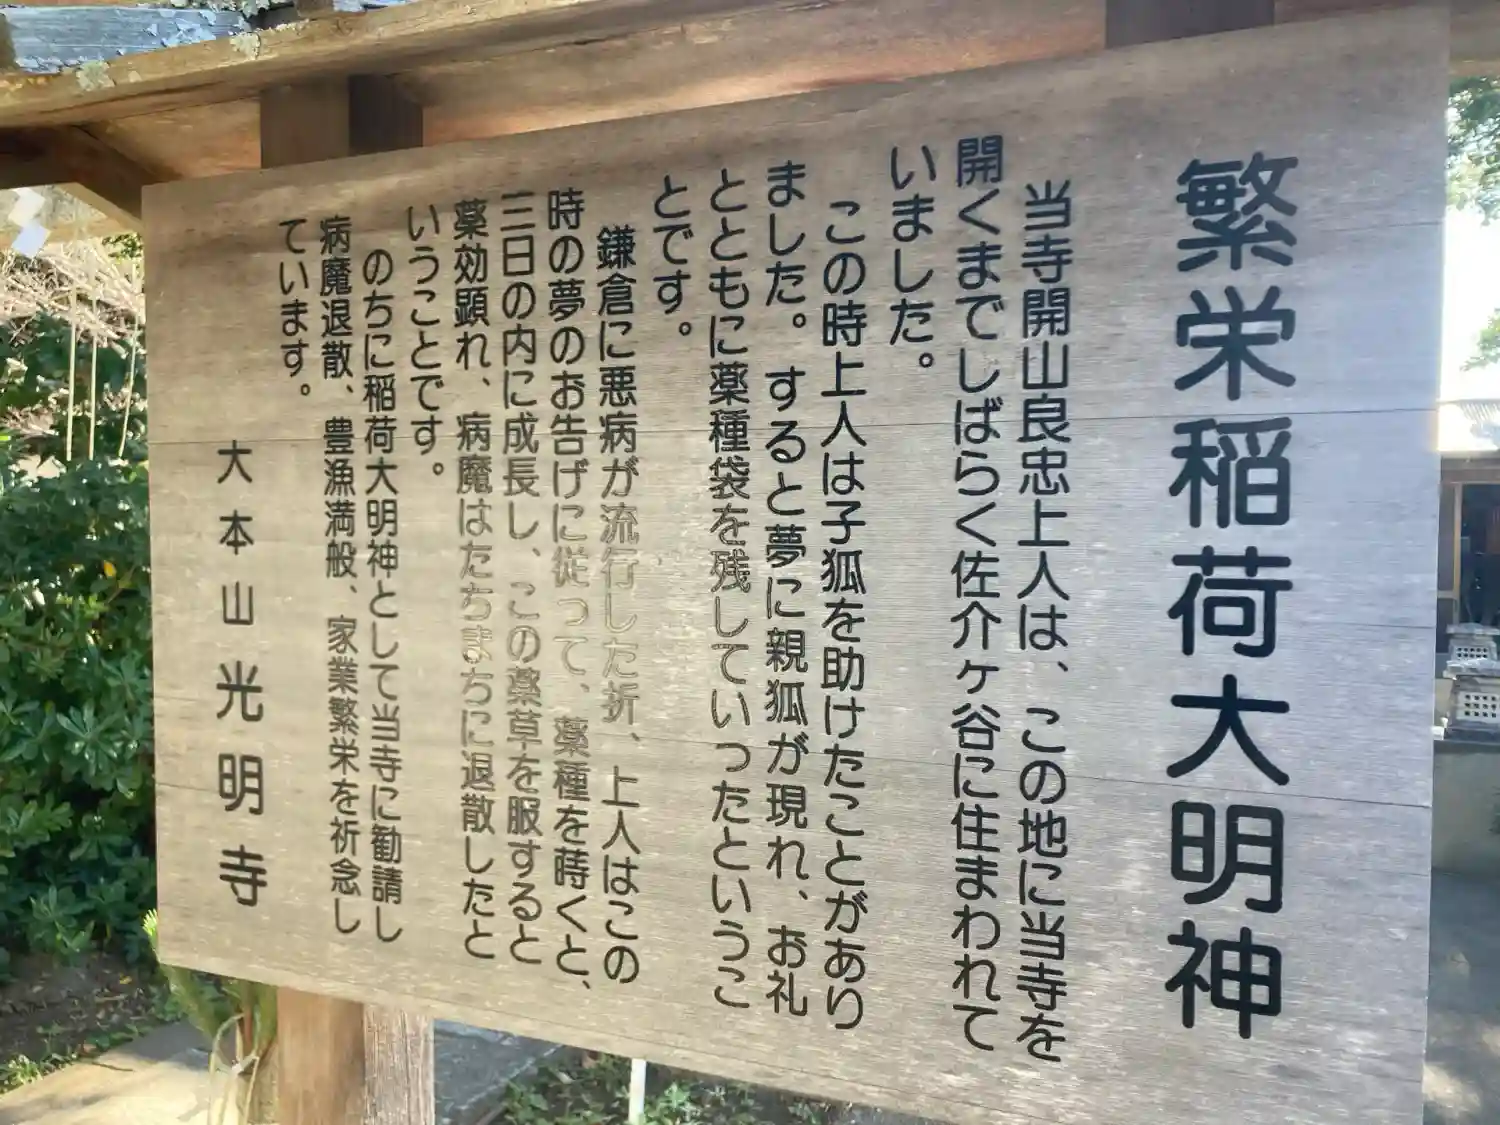 繁栄稲荷大明神
当寺開山良忠上人は、この地に当寺を
開くまでしばらく佐介ヶ谷に住まわれて
いました。
この時上人は子狐を助けたことがあり
ました。すると夢に親狐が現れ、お礼
とともに薬種袋を残していったというこ
とです。
鎌倉に悪病が流行した折、上人はこの
時の夢のお告げに従って、薬種を蒔くと、
三日の内に成長し、この薬草を服すると
薬効顕れ、病魔はたちまちに退散したと
いうことです。
のちに稲荷大明神として当寺に勧請し
病魔退散、豊漁満般、家業繁栄を祈念し
ています。
大本山光明寺